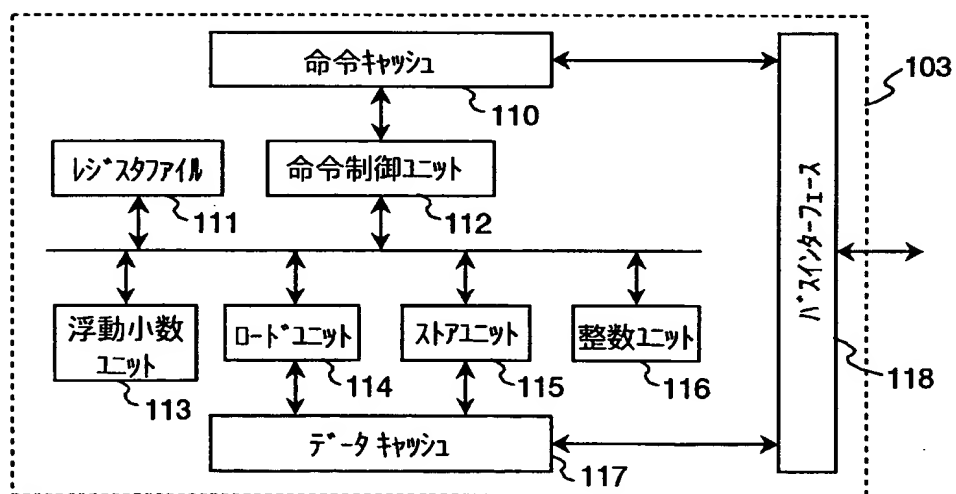 命令キャッシュ
110
103
レジスタファイル
111
命令制御ユニット
112
バスインターフェース
118
浮動小数
ユニット
113
ロードユニット
114
ストアユニット
115
整数ユニット
116
データキャッシュ
117